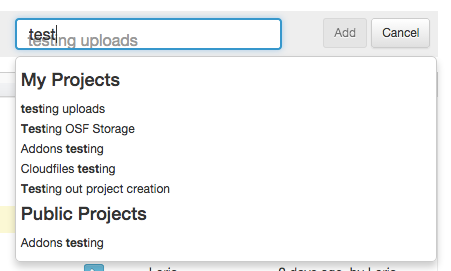 test
testing uploads
Add
Cancel
My Projects
testing uploads
Testing OSF Storage
Addons testing
Cloudfiles testing
Testing out project creation
Public Projects
Addons testing